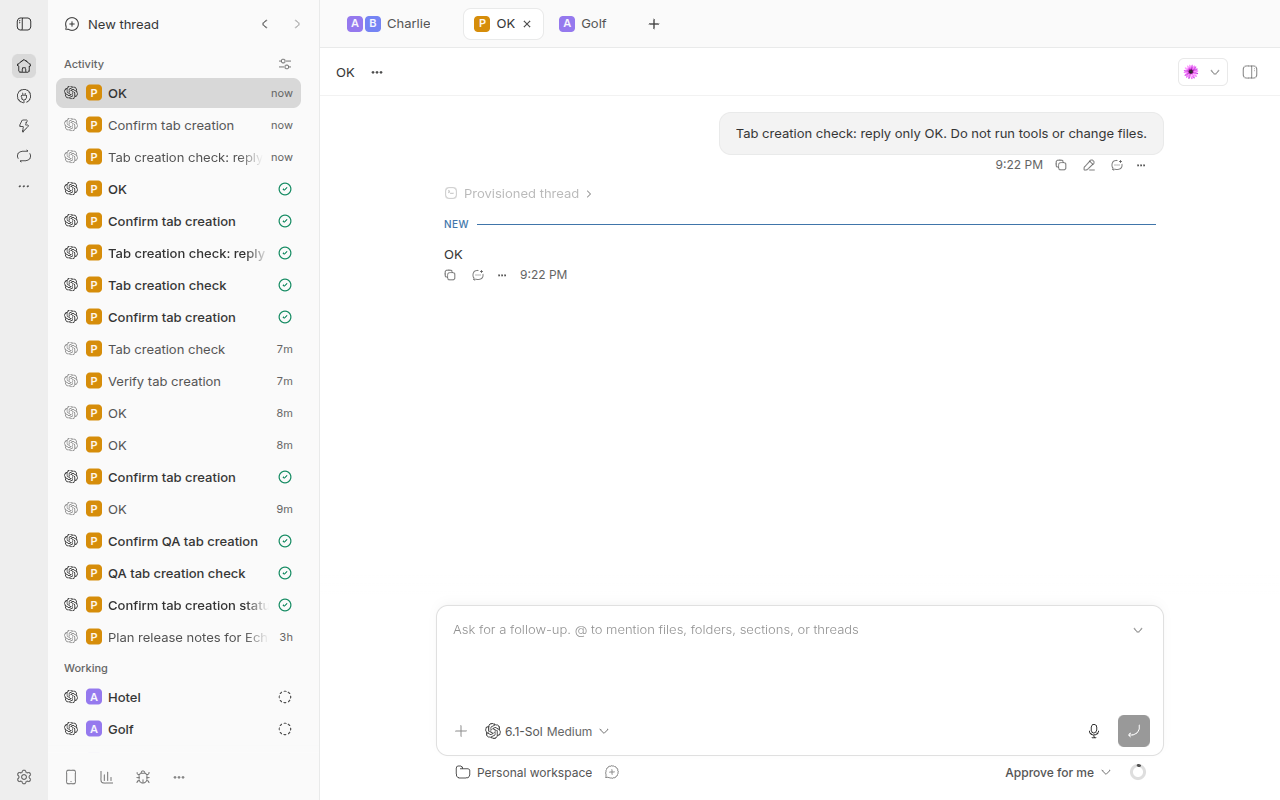 New thread
Activity
P OK now
P Confirm tab creation now
P Tab creation check: reply now
P OK
P Confirm tab creation
P Tab creation check: reply
P Tab creation check
P Confirm tab creation
P Tab creation check 7m
P Verify tab creation 7m
P OK 8m
P OK 8m
P Confirm tab creation
P OK 9m
P Confirm QA tab creation
P QA tab creation check
P Confirm tab creation statu
P Plan release notes for Ech 3h
Working
A Hotel
A Golf
A B Charlie
P OK
A Golf
OK
Tab creation check: reply only OK. Do not run tools or change files.
9:22 PM
Provisioned thread
NEW
OK
9:22 PM
Ask for a follow-up. @ to mention files, folders, sections, or threads
6.1-Sol Medium
Personal workspace
Approve for me